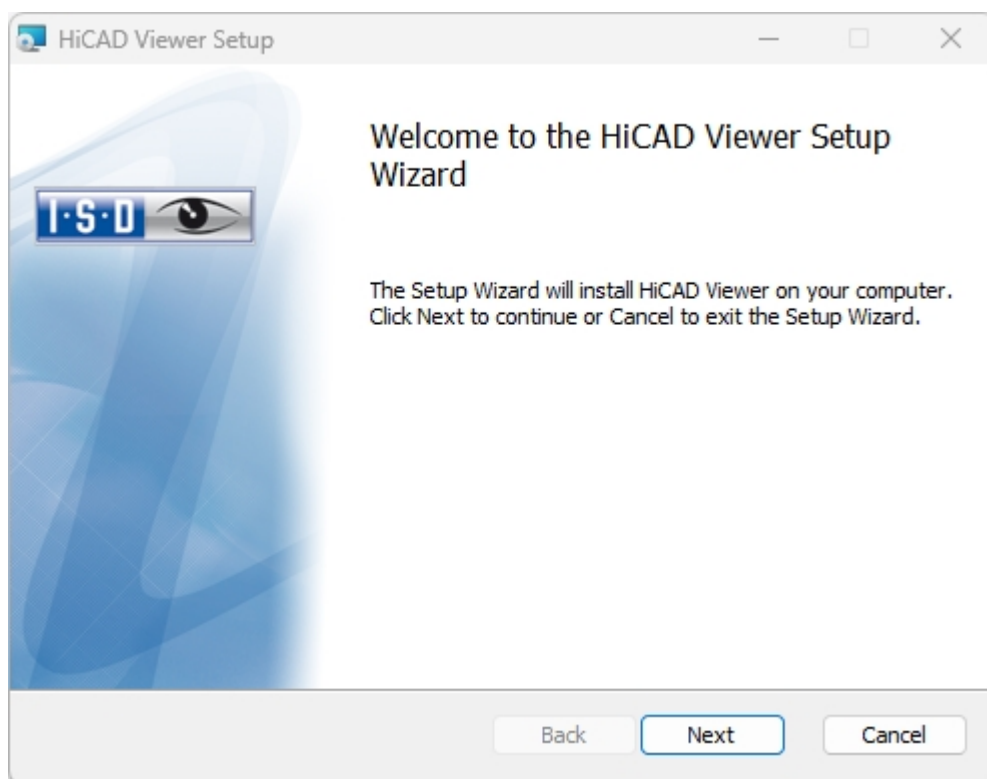 HiCAD Viewer Setup
Welcome to the HiCAD Viewer Setup
Wizard
I·S·D
The Setup Wizard will install HiCAD Viewer on your computer.
Click Next to continue or Cancel to exit the Setup Wizard.
Back Next Cancel